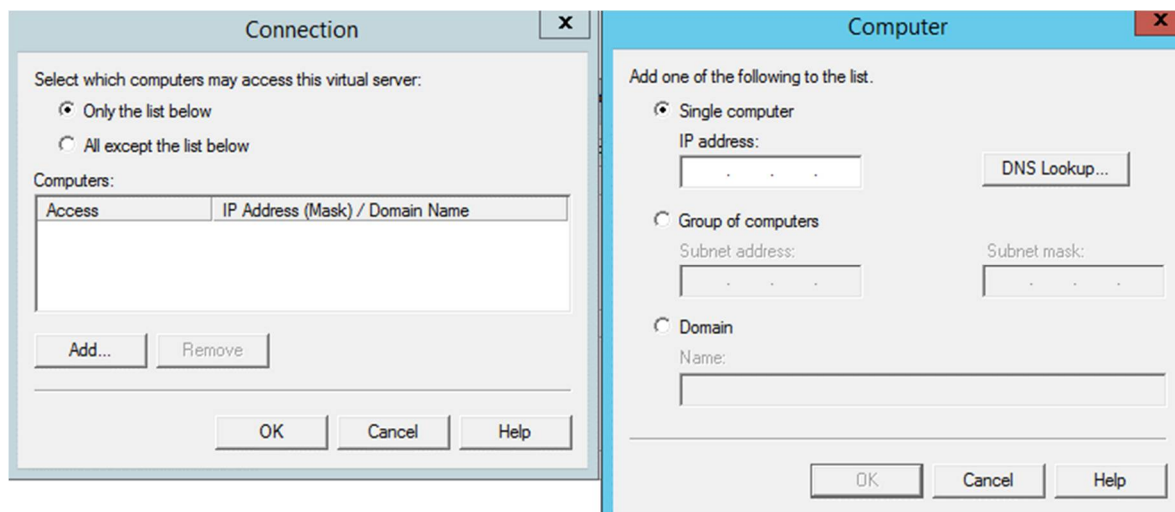 Connection
x
Select which computers may access this virtual server:
Only the list below
All except the list below
Computers:
Access IP Address (Mask) / Domain Name
Add... Remove
OK Cancel Help
Computer
x
Add one of the following to the list.
Single computer
IP address:
. . .
DNS Lookup...
Group of computers
Subnet address: Subnet mask:
. . . . . .
Domain
Name:
OK Cancel Help